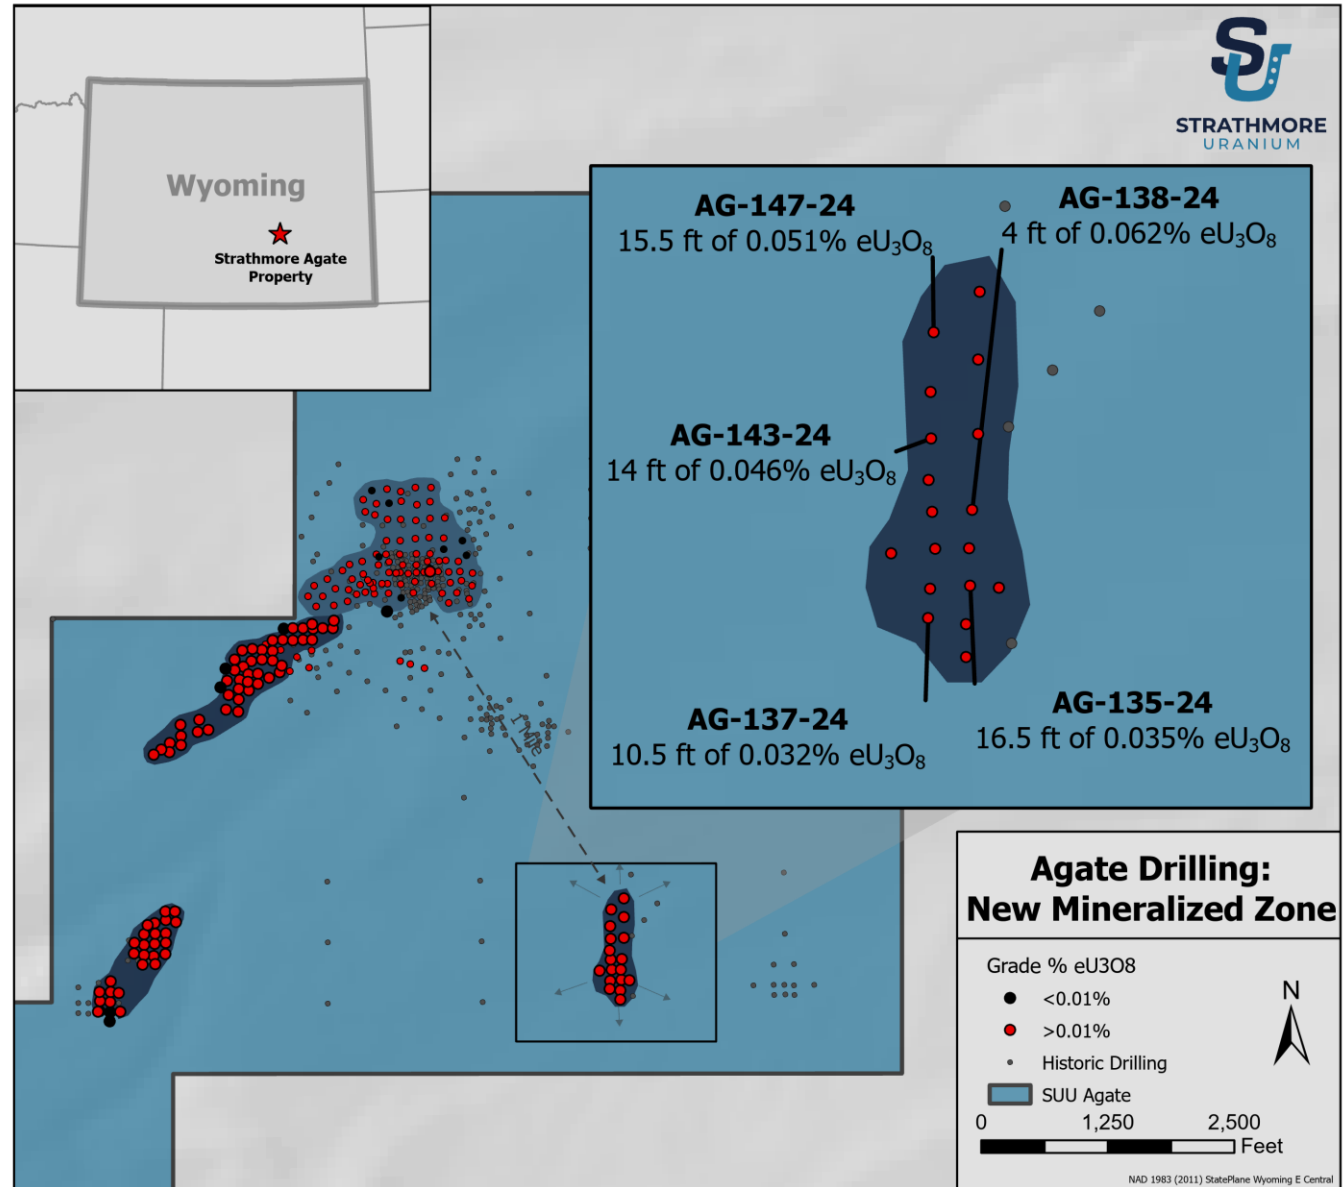 Wyoming
Strathmore Agate
Property
SU
STRATHMORE
URANIUM
AG-147-24
15.5 ft of 0.051% eU₃O₈
AG-138-24
4 ft of 0.062% eU₃O₈
AG-143-24
14 ft of 0.046% eU₃O₈
AG-137-24
10.5 ft of 0.032% eU₃O₈
AG-135-24
16.5 ft of 0.035% eU₃O₈
1 Mile
Agate Drilling:
New Mineralized Zone
Grade % eU3O8
<0.01%
>0.01%
Historic Drilling
SUU Agate
N
0 1,250 2,500
Feet
NAD 1983 (2011) StatePlane Wyoming E Central